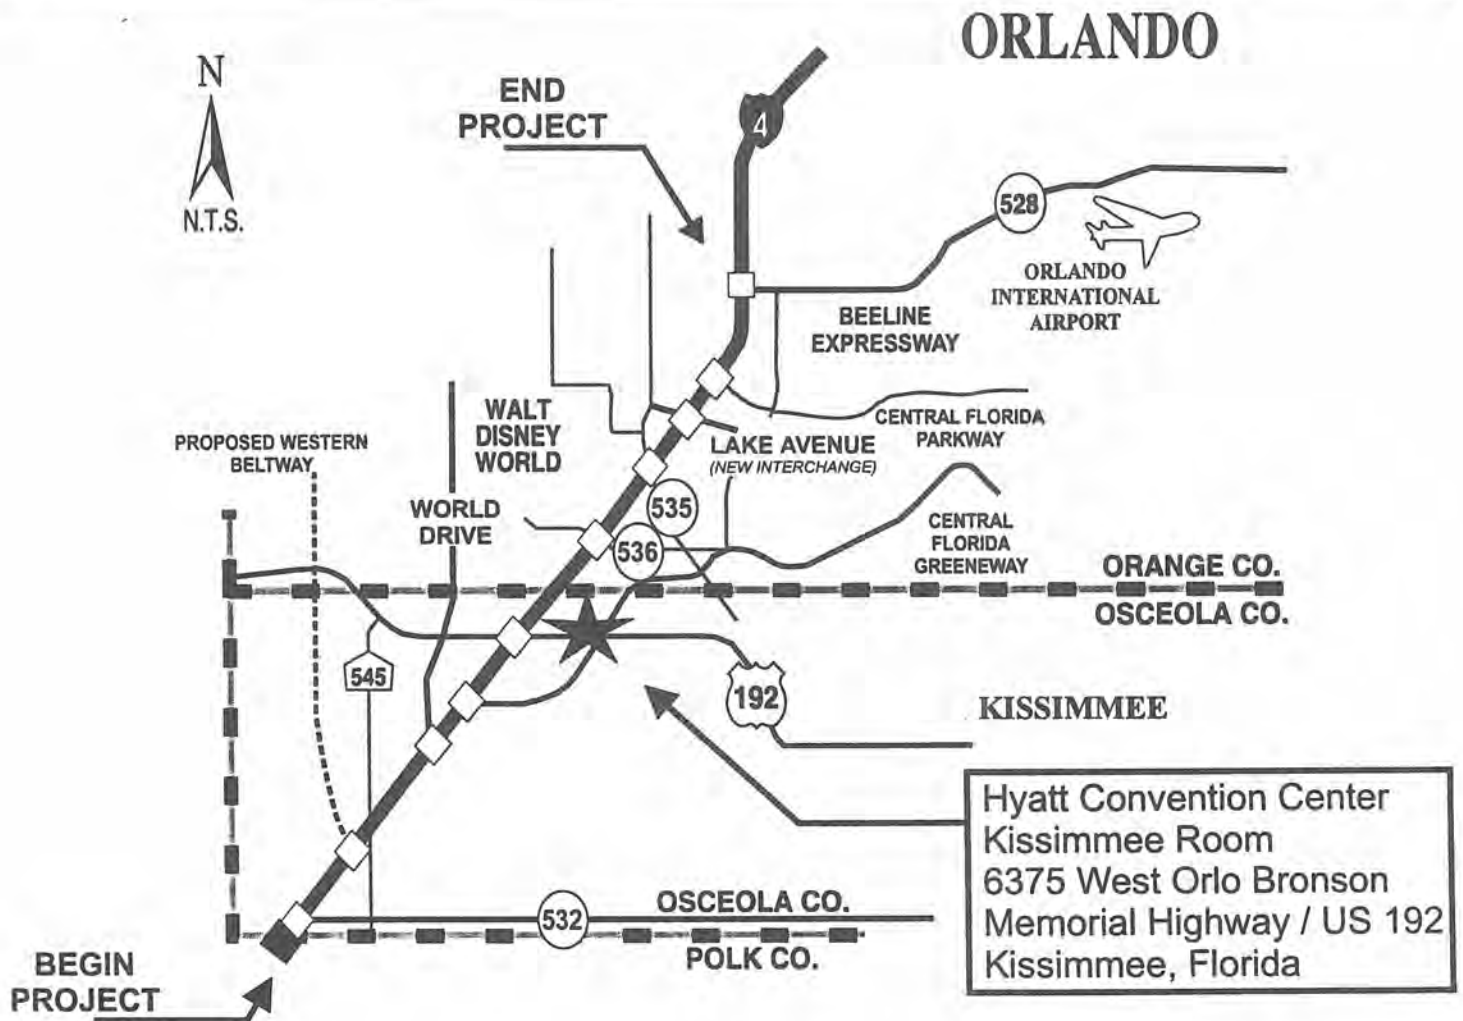 ORLANDO
N
N.T.S.
END
PROJECT
4
528
ORLANDO
INTERNATIONAL
AIRPORT
BEELINE
EXPRESSWAY
WALT
DISNEY
WORLD
CENTRAL FLORIDA
PARKWAY
LAKE AVENUE
(NEW INTERCHANGE)
PROPOSED WESTERN
BELTWAY
WORLD
DRIVE
535
536
CENTRAL
FLORIDA
GREENEWAY
ORANGE CO.
OSCEOLA CO.
545
192
KISSIMMEE
Hyatt Convention Center
Kissimmee Room
6375 West Orlo Bronson
Memorial Highway / US 192
Kissimmee, Florida
532
OSCEOLA CO.
POLK CO.
BEGIN
PROJECT